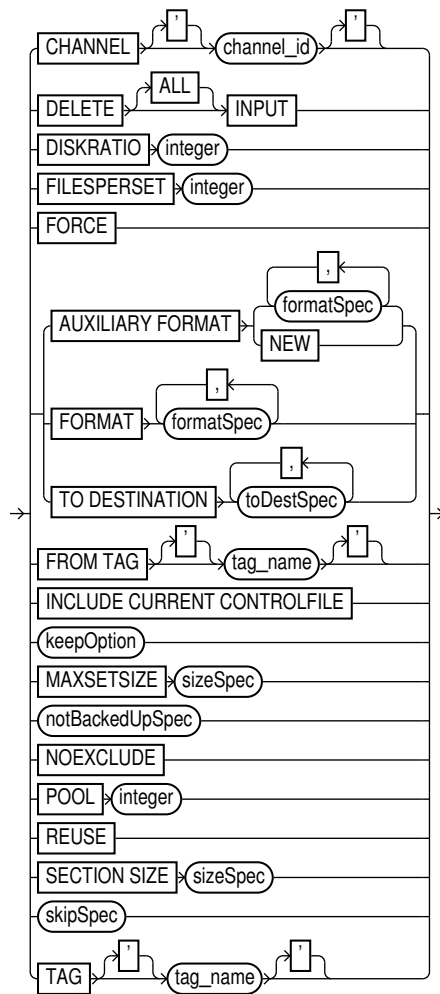 CHANNEL ' channel_id '
DELETE ALL INPUT
DISKRATIO integer
FILESPERSET integer
FORCE
,
AUXILIARY FORMAT formatSpec
NEW
,
FORMAT formatSpec
,
TO DESTINATION toDestSpec
FROM TAG ' tag_name '
INCLUDE CURRENT CONTROLFILE
keepOption
MAXSETSIZE sizeSpec
notBackedUpSpec
NOEXCLUDE
POOL integer
REUSE
SECTION SIZE sizeSpec
skipSpec
TAG ' tag_name '